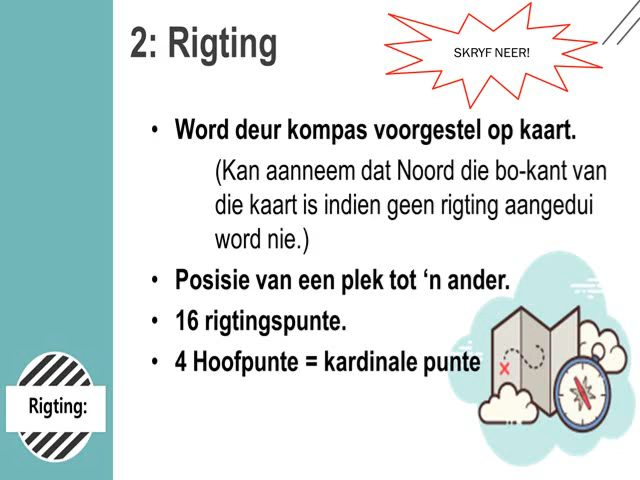 2: Rigting
SKRYF NEER!
• Word deur kompas voorgestel op kaart.
(Kan aanneem dat Noord die bo-kant van
die kaart is indien geen rigting aangedui
word nie.)
• Posisie van een plek tot ‘n ander.
• 16 rigtingspunte.
• 4 Hoofpunte = kardinale punte
Rigting: